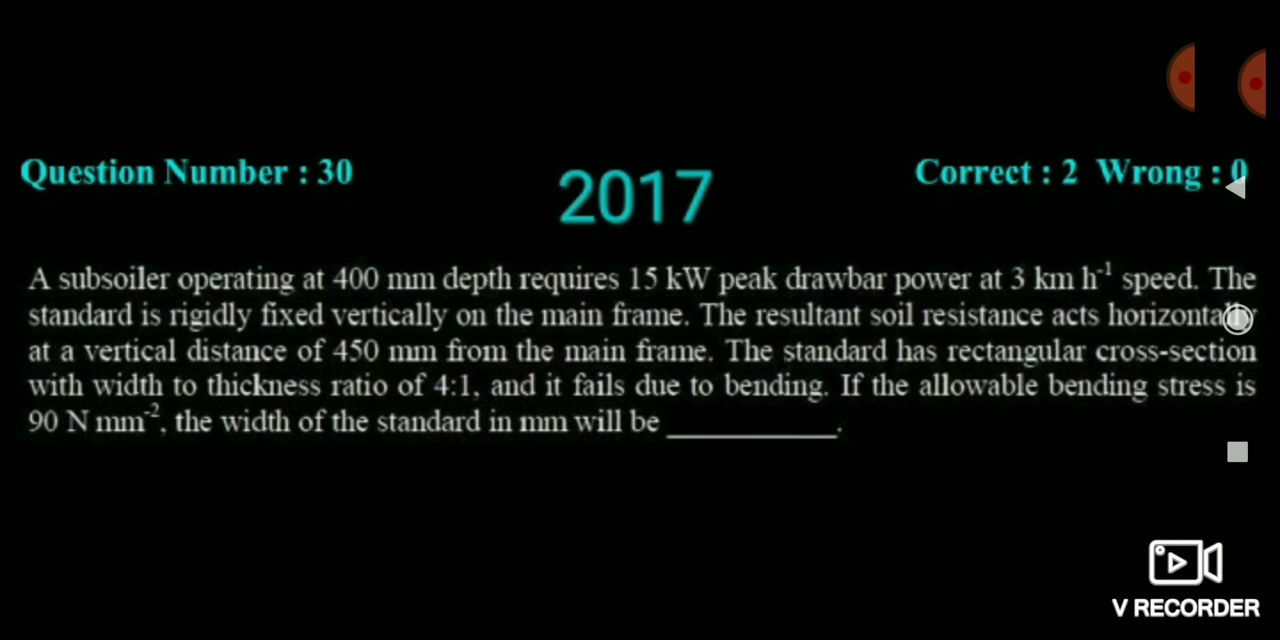 Question Number : 30
2017
Correct : 2 Wrong : 0
A subsoiler operating at 400 mm depth requires 15 kW peak drawbar power at 3 km h⁻¹ speed. The
standard is rigidly fixed vertically on the main frame. The resultant soil resistance acts horizontally
at a vertical distance of 450 mm from the main frame. The standard has rectangular cross-section
with width to thickness ratio of 4:1, and it fails due to bending. If the allowable bending stress is
90 N mm⁻², the width of the standard in mm will be ____________.
V RECORDER